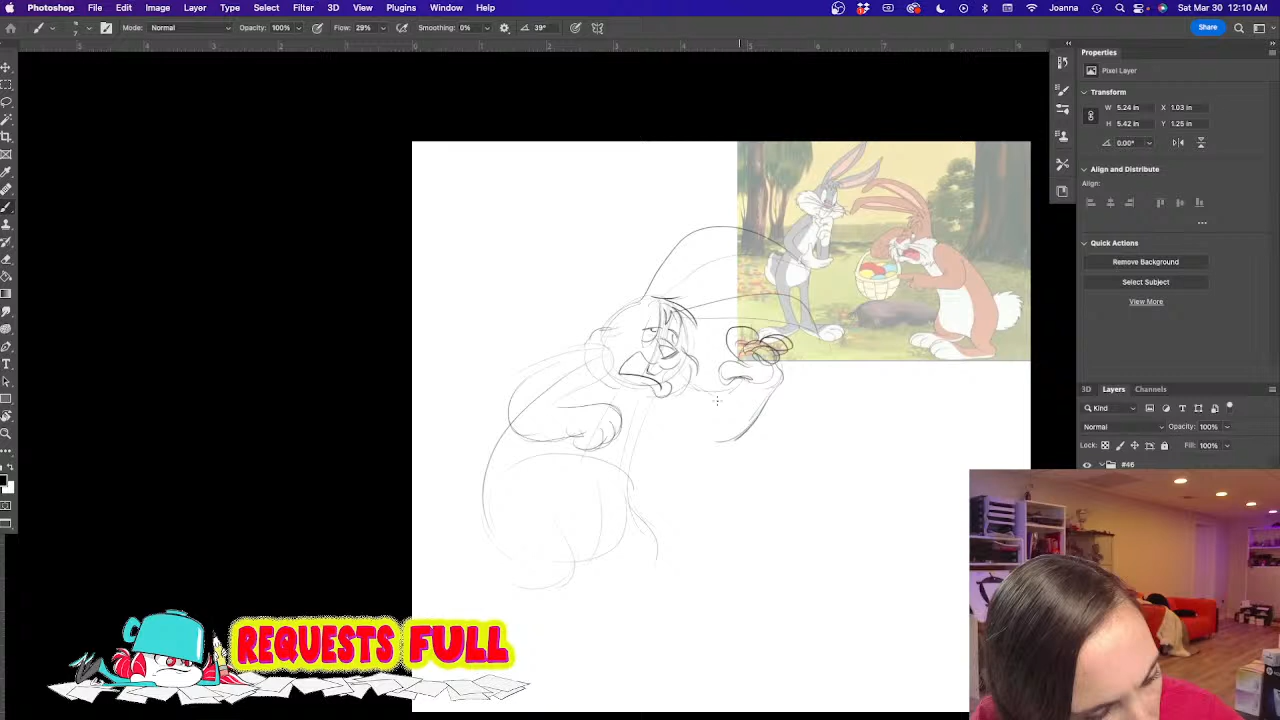 Photoshop File Edit Image Layer Type Select Filter 3D View Plugins Window Help Joanna Sat Mar 30 12:10 AM
7 Mode: Normal Opacity: 100% Flow: 29% Smoothing: 0% 39° Share
Properties
Pixel Layer
Transform
W 5.24 in X 1.03 in
H 5.42 in Y 1.25 in
0.00°
Align and Distribute
Align:
Quick Actions
Remove Background
Select Subject
View More
3D Layers Channels
Kind
Normal Opacity: 100%
Lock: Fill: 100%
#46
REQUESTS FULL